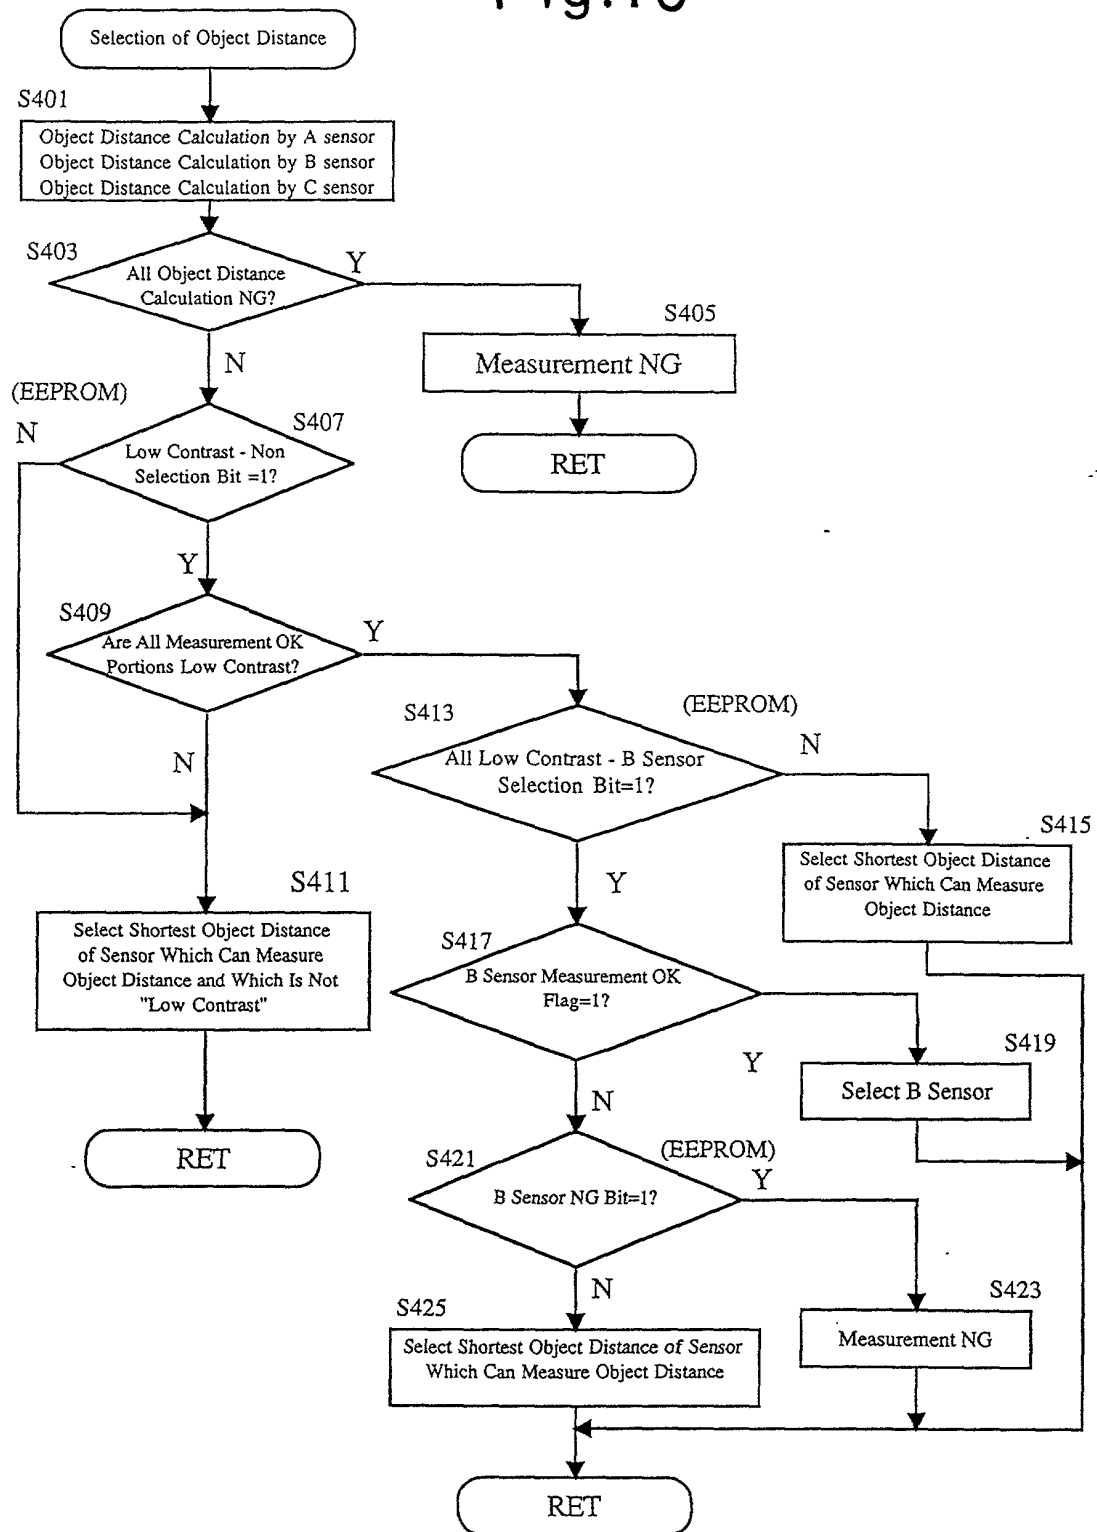 Selection of Object Distance
S401
Object Distance Calculation by A sensor
Object Distance Calculation by B sensor
Object Distance Calculation by C sensor
S403
All Object Distance
Calculation NG?
Y
S405
Measurement NG
RET
N
(EEPROM)
N
S407
Low Contrast - Non
Selection Bit =1?
Y
S409
Are All Measurement OK
Portions Low Contrast?
Y
N
S411
Select Shortest Object Distance
of Sensor Which Can Measure
Object Distance and Which Is Not
"Low Contrast"
RET
S413
(EEPROM)
All Low Contrast - B Sensor
Selection Bit=1?
N
S415
Select Shortest Object Distance
of Sensor Which Can Measure
Object Distance
Y
S417
B Sensor Measurement OK
Flag=1?
Y
S419
Select B Sensor
N
S421
(EEPROM)
B Sensor NG Bit=1?
Y
S423
Measurement NG
N
S425
Select Shortest Object Distance of Sensor
Which Can Measure Object Distance
RET